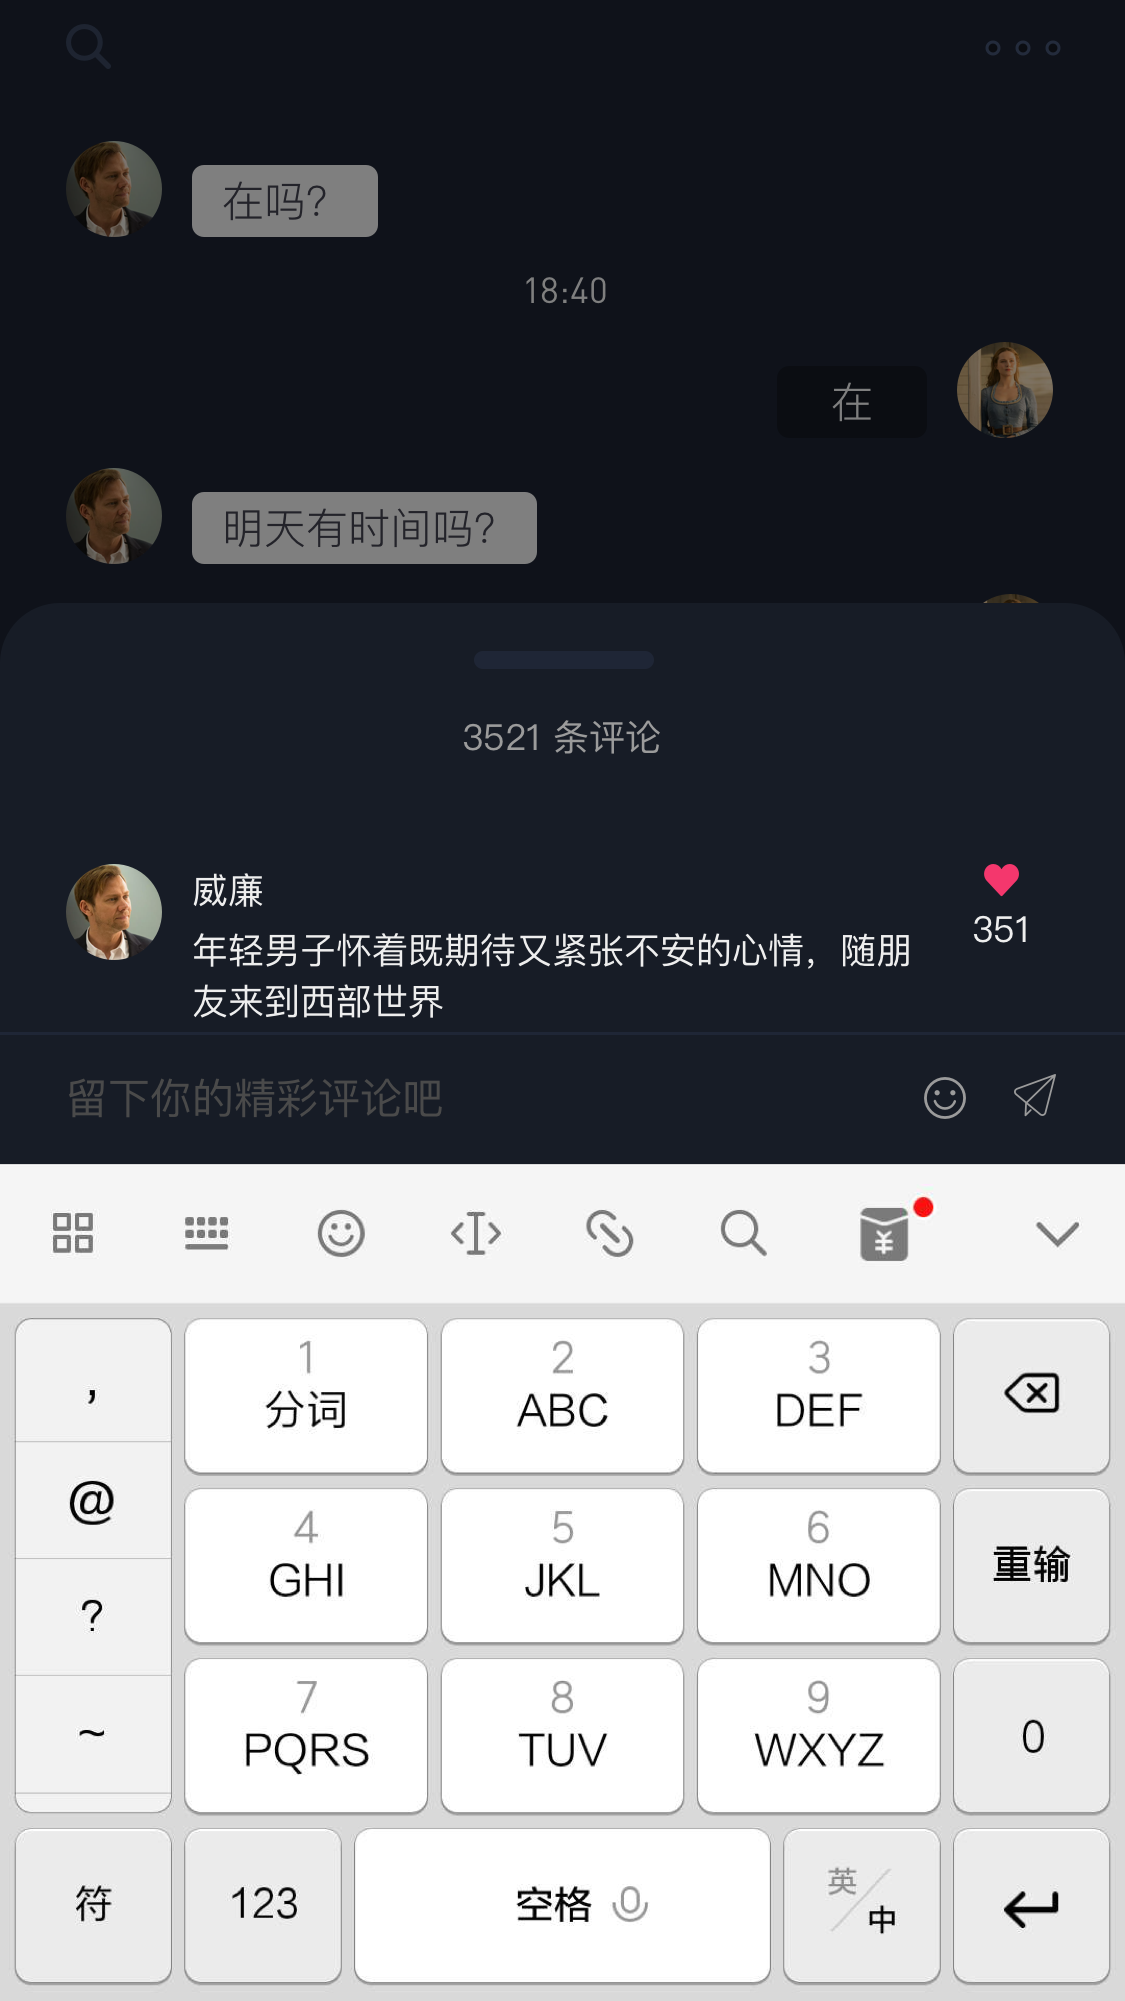 在吗?
18:40
在
明天有时间吗?
3521 条评论
威廉
351
年轻男子怀着既期待又紧张不安的心情，随朋
友来到西部世界
留下你的精彩评论吧
¥
,
1
分词
2
ABC
3
DEF
@
4
GHI
5
JKL
6
MNO
重输
?
7
PQRS
8
TUV
9
WXYZ
0
~
符
123
空格
英/中